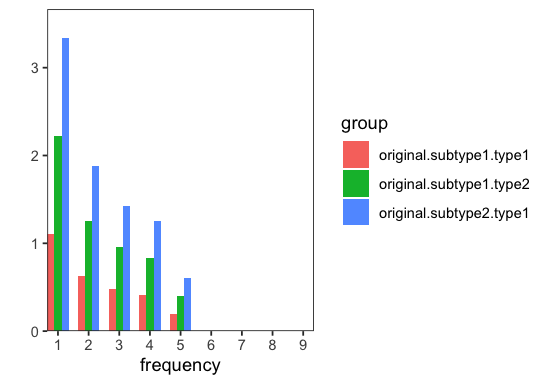 3
2
1
0
1 2 3 4 5 6 7 8 9
frequency
group
original.subtype1.type1
original.subtype1.type2
original.subtype2.type1